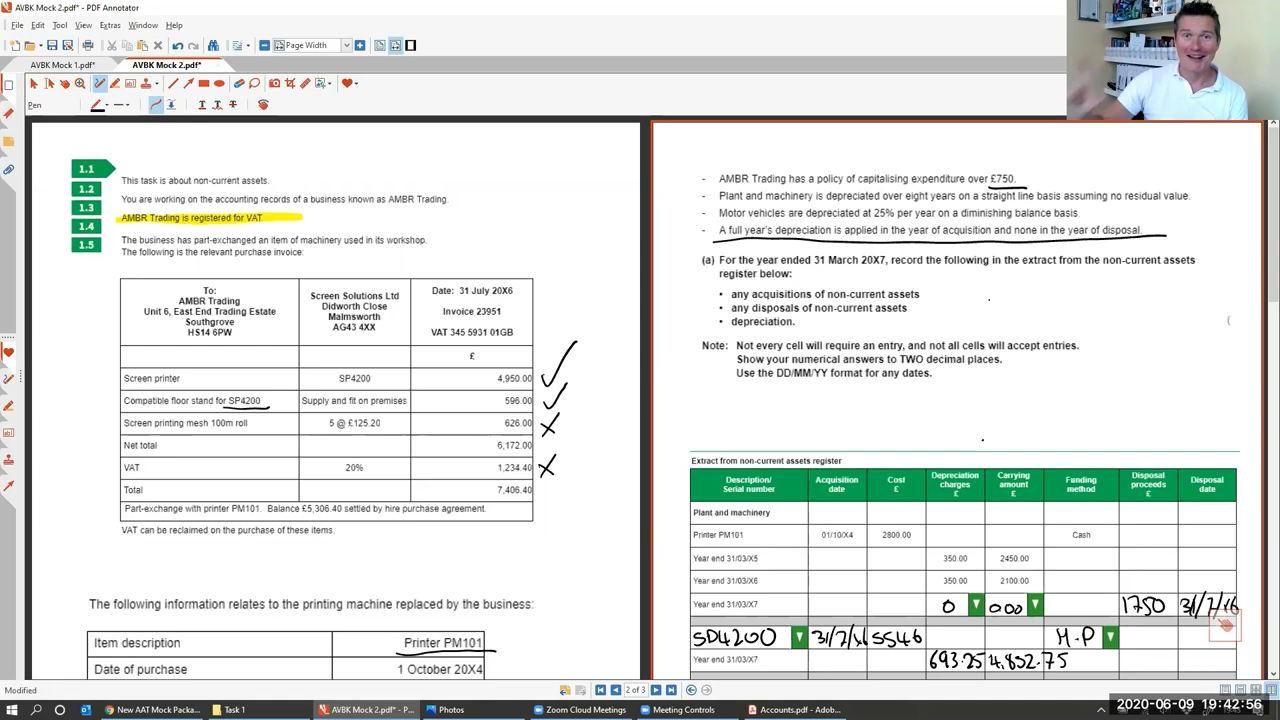 AVBK Mock 2.pdf* - PDF Annotator
File Edit Tool View Extras Window Help
Page Width
AVBK Mock 1.pdf* AVBK Mock 2.pdf*
Pen
1.1
1.2
1.3
1.4
1.5
This task is about non-current assets.
You are working on the accounting records of a business known as AMBR Trading.
AMBR Trading is registered for VAT.
The business has part-exchanged an item of machinery used in its workshop.
The following is the relevant purchase invoice:
To:
AMBR Trading
Unit 6, East End Trading Estate
Southgrove
HS14 6PW
Screen Solutions Ltd
Didworth Close
Malmsworth
AG43 4XX
Date: 31 July 20X6
Invoice 23951
VAT 345 5931 01GB
£
Screen printer SP4200 4,950.00
Compatible floor stand for SP4200 Supply and fit on premises 596.00
Screen printing mesh 100m roll 5 @ £125.20 626.00
Net total 6,172.00
VAT 20% 1,234.40
Total 7,406.40
Part-exchange with printer PM101. Balance £5,306.40 settled by hire purchase agreement.
VAT can be reclaimed on the purchase of these items.
The following information relates to the printing machine replaced by the business:
Item description Printer PM101
Date of purchase 1 October 20X4
- AMBR Trading has a policy of capitalising expenditure over £750.
- Plant and machinery is depreciated over eight years on a straight line basis assuming no residual value.
- Motor vehicles are depreciated at 25% per year on a diminishing balance basis.
- A full year's depreciation is applied in the year of acquisition and none in the year of disposal.
(a) For the year ended 31 March 20X7, record the following in the extract from the non-current assets
register below:
• any acquisitions of non-current assets
• any disposals of non-current assets
• depreciation.
Note: Not every cell will require an entry, and not all cells will accept entries.
Show your numerical answers to TWO decimal places.
Use the DD/MM/YY format for any dates.
Extract from non-current assets register
Description/
Serial number
Acquisition
date
Cost
£
Depreciation
charges
£
Carrying
amount
£
Funding
method
Disposal
proceeds
£
Disposal
date
Plant and machinery
Printer PM101 01/10/X4 2800.00 Cash
Year end 31/03/X5 350.00 2450.00
Year end 31/03/X6 350.00 2100.00
Year end 31/03/X7 0 000 1750
SP4200 5546 H.P
Year end 31/03/X7 693.25 4,852.75
Modified 2 of 3
New AAT Mock Packa... Task 1 AVBK Mock 2.pdf* - P... Photos Zoom Cloud Meetings Meeting Controls Accounts.pdf - Adob...
2020-06-09 19:42:56